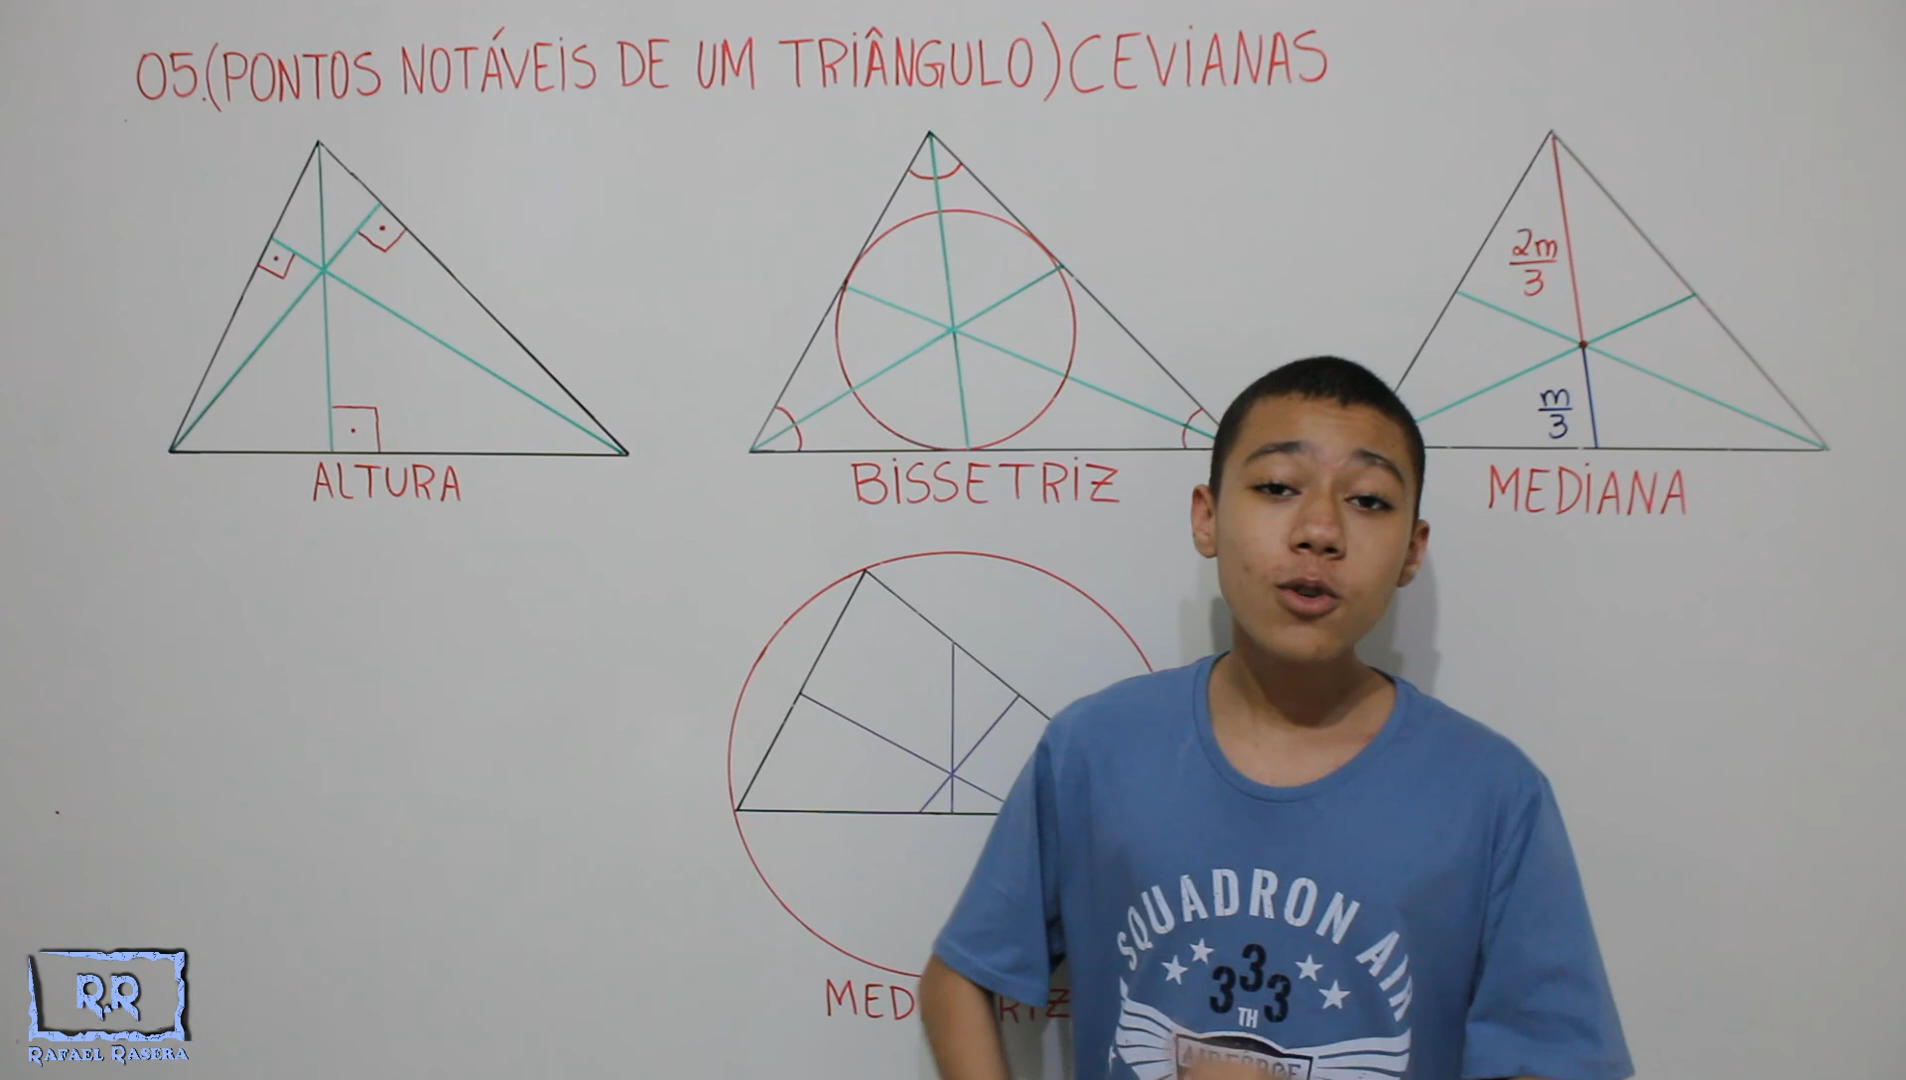 05.(PONTOS NOTÁVEIS DE UM TRIÂNGULO) CEVIANAS
2m
3
m
3
ALTURA
BISSETRIZ
MEDIANA
SQUADRON AIR
333
TH
R.R
RAFAEL RASERA